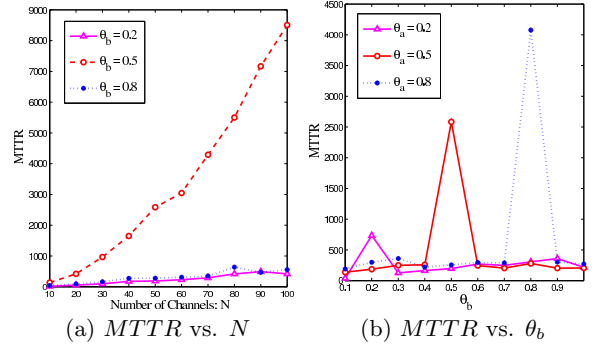 9000
8000
7000
6000
5000
4000
3000
2000
1000
0
MTTR
θb=0.2
θb=0.5
θb=0.8
10 20 30 40 50 60 70 80 90 100
Number of Channels: N
(a) MTTR vs. N
4500
4000
3500
3000
2500
2000
1500
1000
500
0
MTTR
θa=0.2
θa=0.5
θa=0.8
0.1 0.2 0.3 0.4 0.5 0.6 0.7 0.8 0.9
θb
(b) MTTR vs. θb